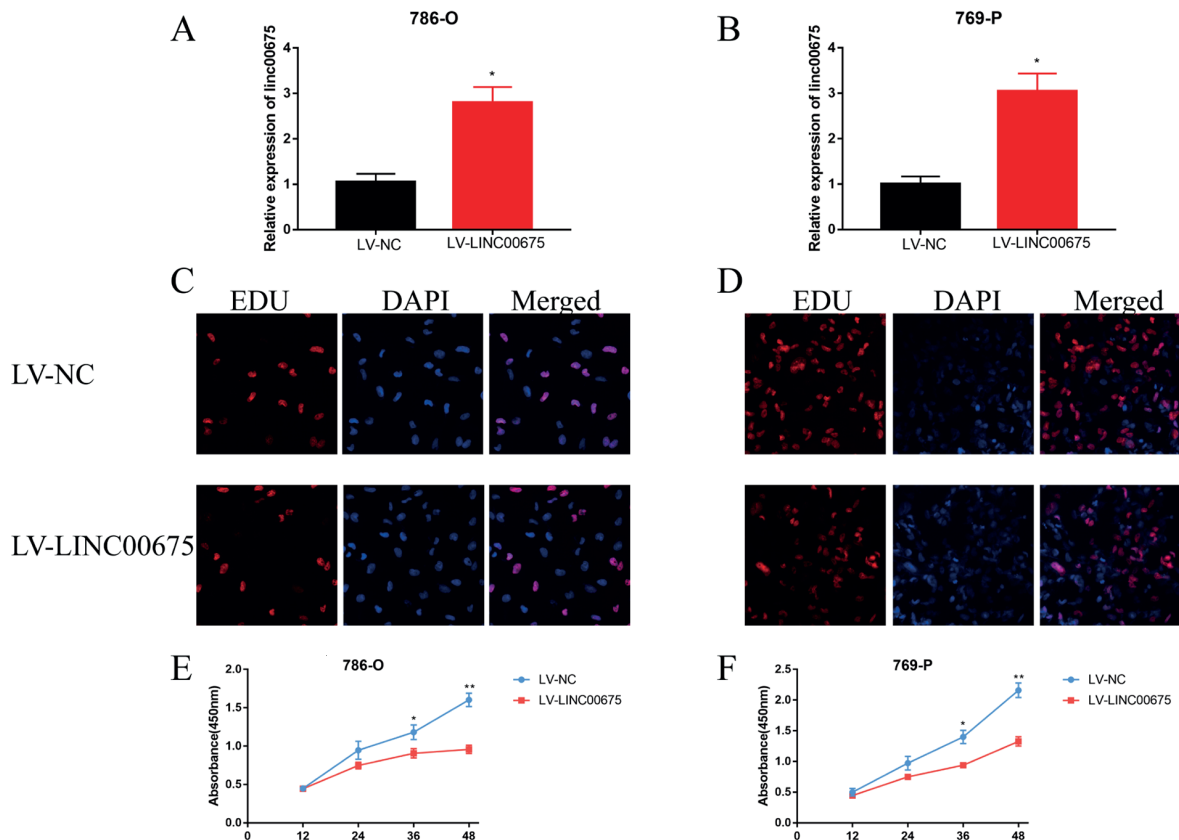 A
786-O
Relative expression of linc00675
4
3
2
1
0
*
LV-NC
LV-LINC00675
B
769-P
Relative expression of linc00675
4
3
2
1
0
*
LV-NC
LV-LINC00675
C
EDU
DAPI
Merged
D
EDU
DAPI
Merged
LV-NC
LV-LINC00675
E
786-O
Absorbance(450nm)
2.0
1.5
1.0
0.5
0.0
0
12
24
36
48
*
**
LV-NC
LV-LINC00675
F
769-P
Absorbance(450nm)
2.5
2.0
1.5
1.0
0.5
0.0
0
12
24
36
48
*
**
LV-NC
LV-LINC00675